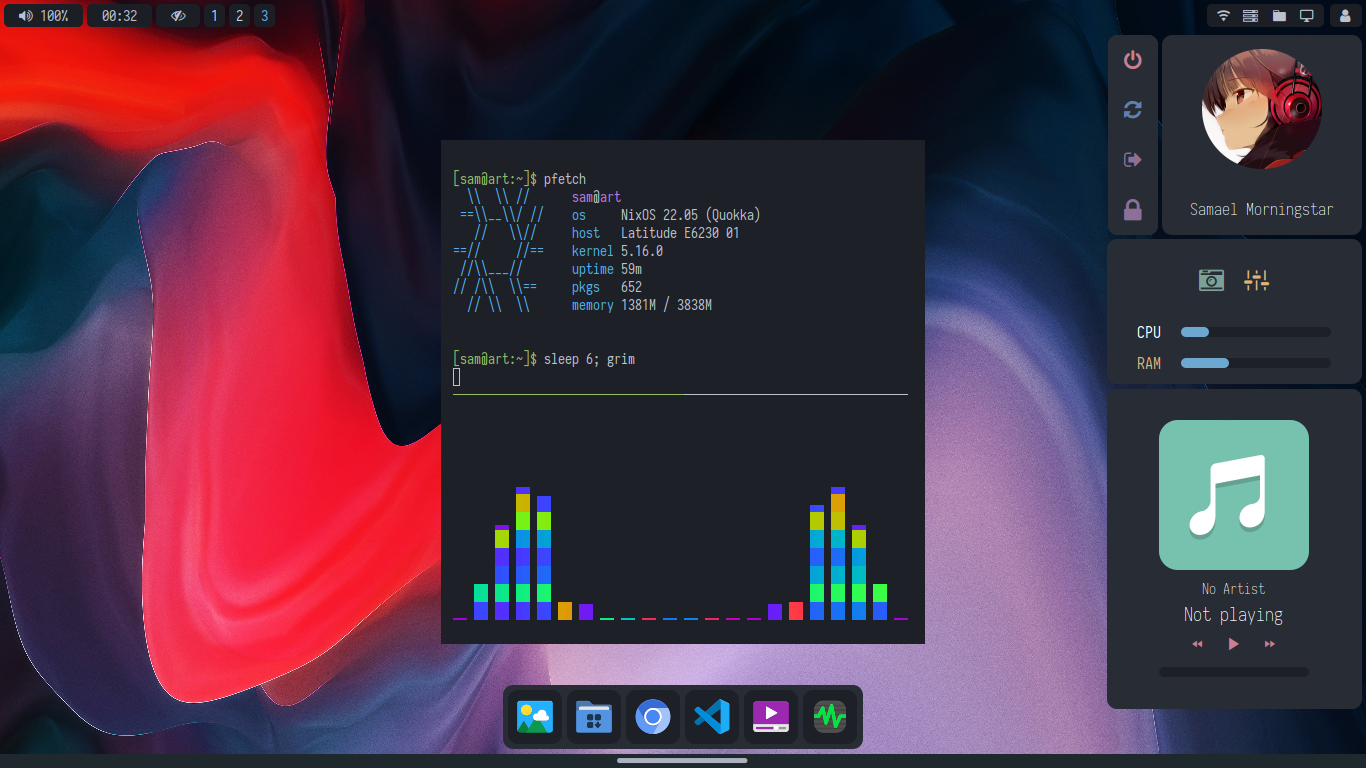 100%
00:32
1 2 3
[sam@art:~]$ pfetch
sam@art
os NixOS 22.05 (Quokka)
host Latitude E6230 01
kernel 5.16.0
uptime 59m
pkgs 652
memory 1381M / 3838M
[sam@art:~]$ sleep 6; grim
Samael Morningstar
CPU
RAM
No Artist
Not playing